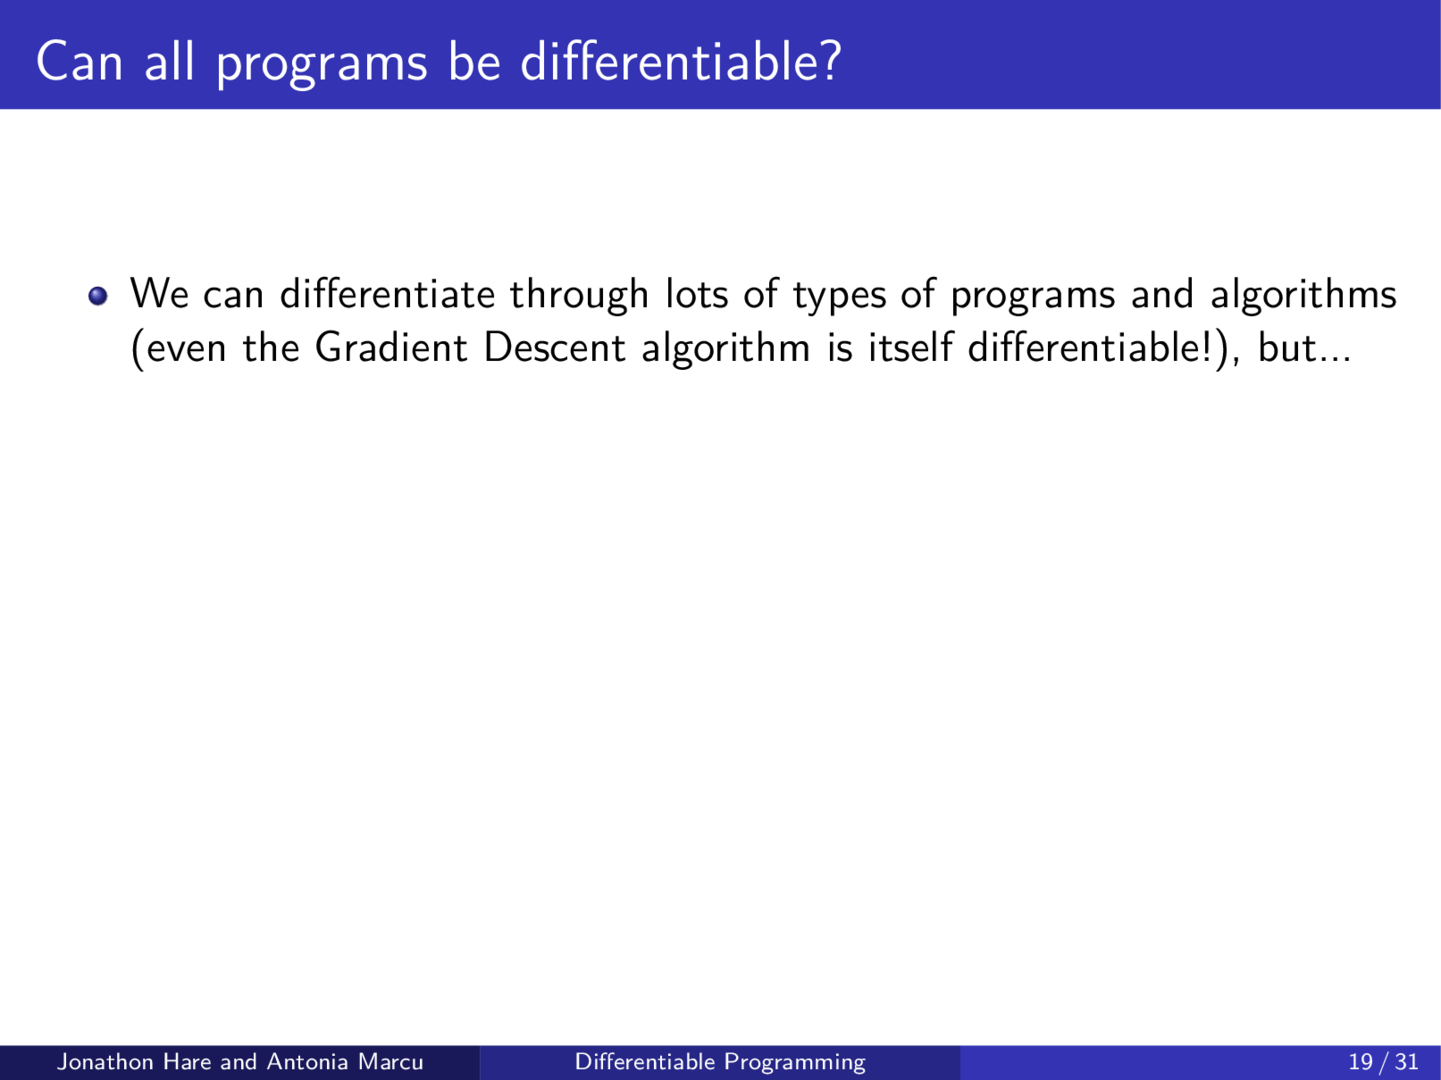 Can all programs be differentiable?
We can differentiate through lots of types of programs and algorithms
(even the Gradient Descent algorithm is itself differentiable!), but...
Jonathon Hare and Antonia Marcu
Differentiable Programming
19 / 31